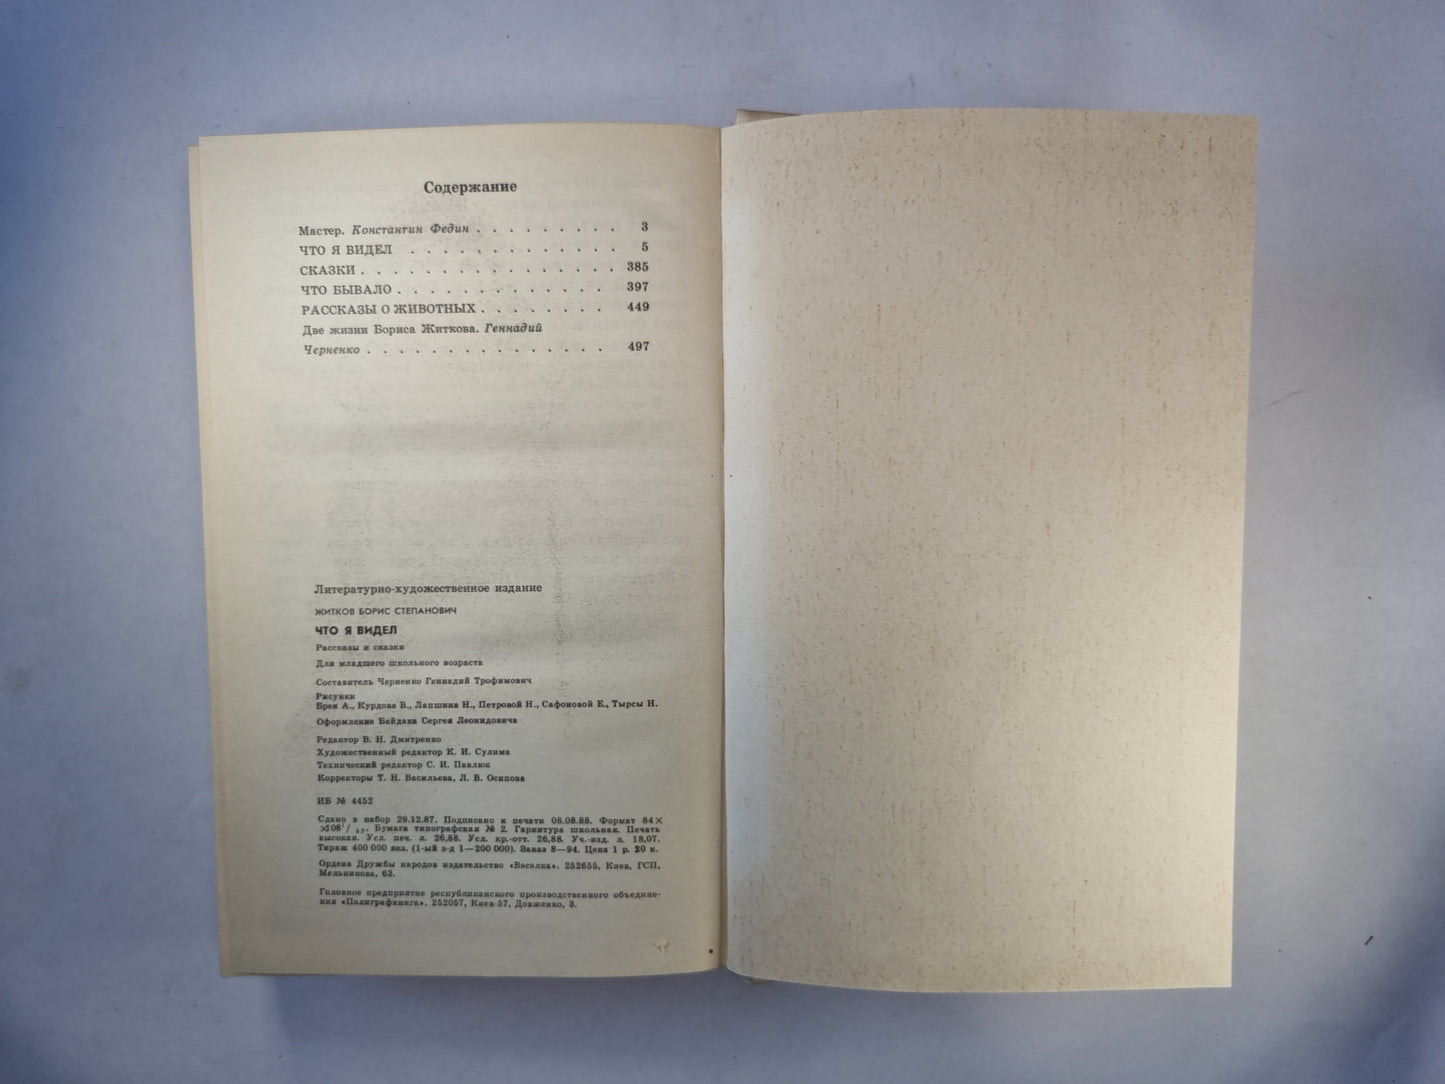 Содержание
Мастер. Константин Федин . . . . . . . . . 3
ЧТО Я ВИДЕЛ . . . . . . . . . . . . . 5
СКАЗКИ . . . . . . . . . . . . . . . . 385
ЧТО БЫВАЛО . . . . . . . . . . . . . 397
РАССКАЗЫ О ЖИВОТНЫХ . . . . . . . . 449
Две жизни Бориса Житкова. Геннадий
Черненко . . . . . . . . . . . . . . . 497
Литературно-художественное издание
ЖИТКОВ БОРИС СТЕПАНОВИЧ
ЧТО Я ВИДЕЛ
Рассказы и сказки
Для младшего школьного возраста
Составитель Черненко Геннадий Трофимович
Рисунки
Брея А., Курдова В., Лапшина Н., Петровой Н., Сафоновой Е., Тырсы Н.
Оформление Байдака Сергея Леонидовича
Редактор В. Н. Дмитренко
Художественный редактор К. И. Сулима
Технический редактор С. И. Павлюк
Корректоры Т. Н. Васильева, Л. В. Осипова
ИБ № 4452
Сдано в набор 29.12.87. Подписано к печати 08.08.88. Формат 84×
×108¹/₃₂. Бумага типографская № 2. Гарнитура школьная. Печать
высокая. Усл. печ. л. 26,88. Усл. кр.-отт. 26,88. Уч.-изд. л. 18,07.
Тираж 400 000 экз. (1-ый з-д 1—200 000). Заказ 8—94. Цена 1 р. 20 к.
Ордена Дружбы народов издательство «Вэсэлка». 252655, Киев, ГСП,
Мельникова, 63.
Головное предприятие республиканского производственного объедине-
ния «Полиграфкнига». 252057, Киев-57, Довженко, 3.